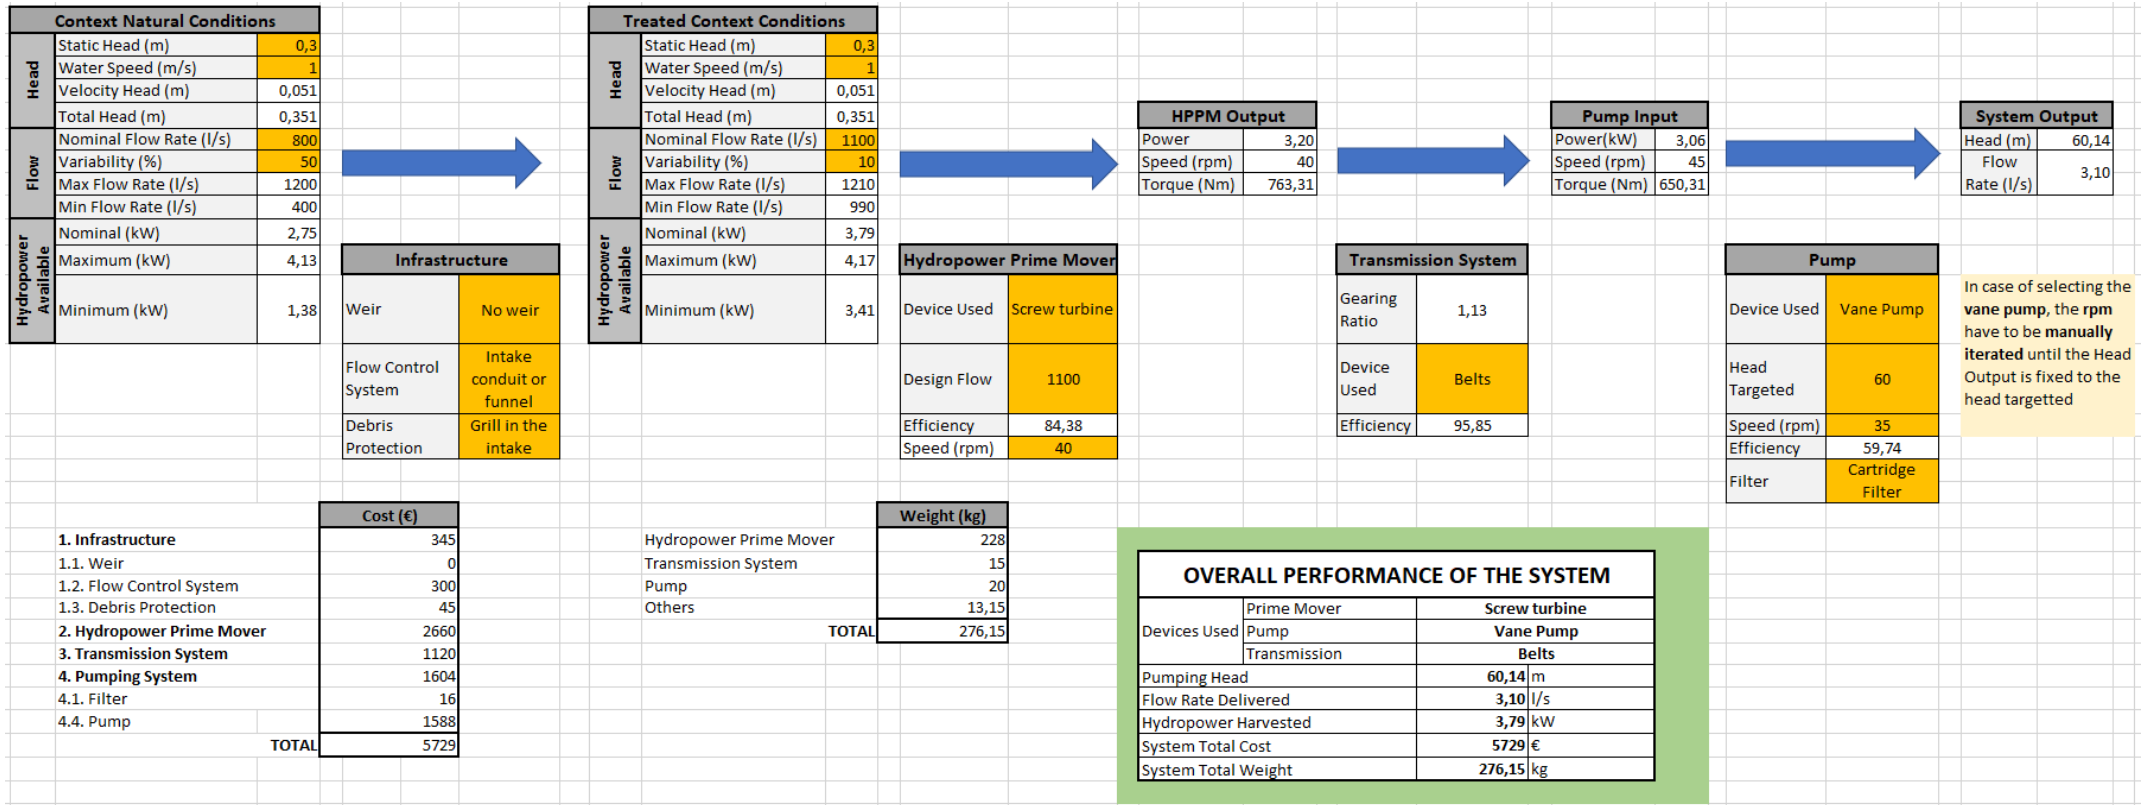 Context Natural Conditions
Head
Static Head (m) 0,3
Water Speed (m/s) 1
Velocity Head (m) 0,051
Total Head (m) 0,351
Flow
Nominal Flow Rate (l/s) 800
Variability (%) 50
Max Flow Rate (l/s) 1200
Min Flow Rate (l/s) 400
Hydropower
Available
Nominal (kW) 2,75
Maximum (kW) 4,13
Minimum (kW) 1,38
Infrastructure
Weir No weir
Flow Control
System
Intake
conduit or
funnel
Debris
Protection
Grill in the
intake
Treated Context Conditions
Head
Static Head (m) 0,3
Water Speed (m/s) 1
Velocity Head (m) 0,051
Total Head (m) 0,351
Flow
Nominal Flow Rate (l/s) 1100
Variability (%) 10
Max Flow Rate (l/s) 1210
Min Flow Rate (l/s) 990
Hydropower
Available
Nominal (kW) 3,79
Maximum (kW) 4,17
Minimum (kW) 3,41
HPPM Output
Power 3,20
Speed (rpm) 40
Torque (Nm) 763,31
Hydropower Prime Mover
Device Used Screw turbine
Design Flow 1100
Efficiency 84,38
Speed (rpm) 40
Pump Input
Power(kW) 3,06
Speed (rpm) 45
Torque (Nm) 650,31
Transmission System
Gearing
Ratio
1,13
Device
Used
Belts
Efficiency 95,85
System Output
Head (m) 60,14
Flow
Rate (l/s)
3,10
Pump
Device Used Vane Pump
Head
Targeted
60
Speed (rpm) 35
Efficiency 59,74
Filter
Cartridge
Filter
In case of selecting the
vane pump, the rpm
have to be manually
iterated until the Head
Output is fixed to the
head targetted
Cost (€)
1. Infrastructure 345
1.1. Weir 0
1.2. Flow Control System 300
1.3. Debris Protection 45
2. Hydropower Prime Mover 2660
3. Transmission System 1120
4. Pumping System 1604
4.1. Filter 16
4.4. Pump 1588
TOTAL 5729
Weight (kg)
Hydropower Prime Mover 228
Transmission System 15
Pump 20
Others 13,15
TOTAL 276,15
OVERALL PERFORMANCE OF THE SYSTEM
Devices Used
Prime Mover Screw turbine
Pump Vane Pump
Transmission Belts
Pumping Head 60,14 m
Flow Rate Delivered 3,10 l/s
Hydropower Harvested 3,79 kW
System Total Cost 5729 €
System Total Weight 276,15 kg